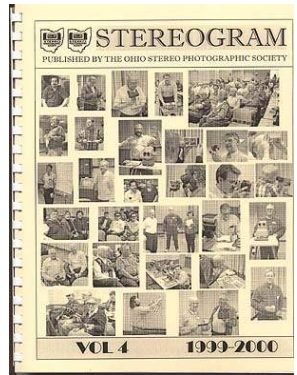 STEREOGRAM
PUBLISHED BY THE OHIO STEREO PHOTOGRAPHIC SOCIETY
VOL 4 1999-2000